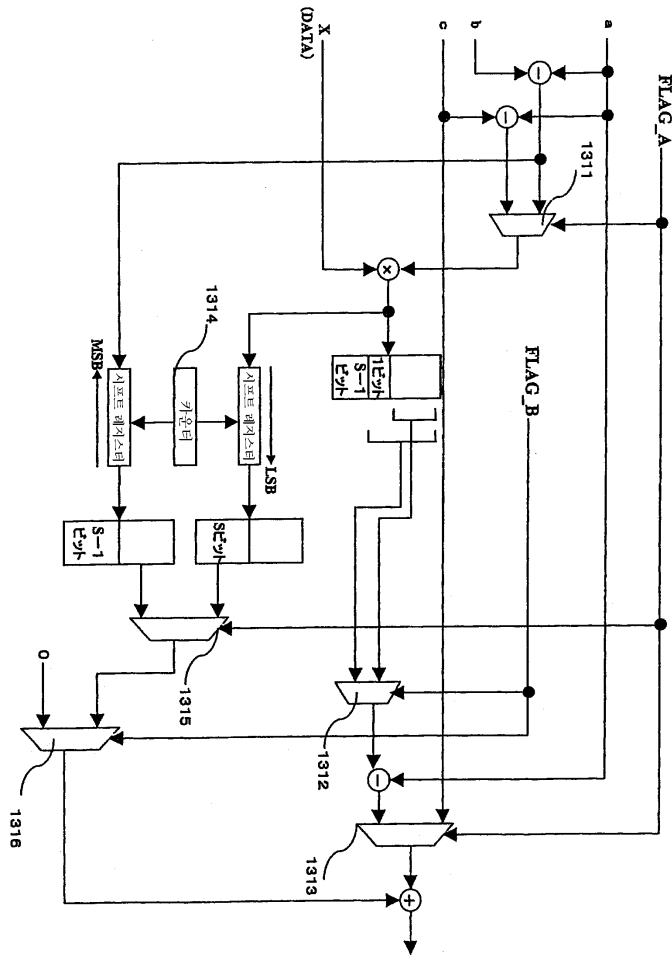 FLAG_A
a
b
c
X
(DATA)
−
−
1311
×
FLAG_B
1ビット
S−1
ビット
LSB
시프트 레지스터
카운터
1314
시프트 레지스터
MSB
Sビット
S−1
ビット
1312
−
1313
1315
0
1316
+